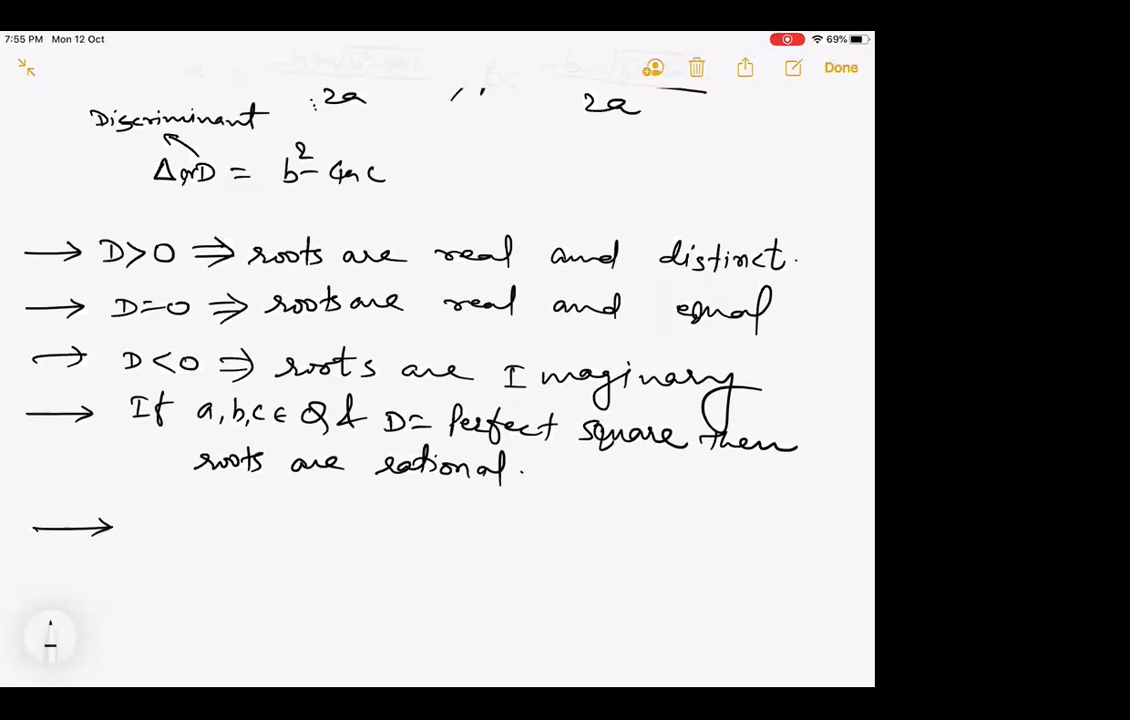 7:55 PM Mon 12 Oct
69%
Done
2a , , 2a
Discriminant
Δ or D = b² - 4ac
→ D>0 ⇒ roots are real and distinct.
→ D=0 ⇒ roots are real and equal
→ D<0 ⇒ roots are Imaginary
→ If a,b,c ∈ Q & D= Perfect square then
roots are rational.
→